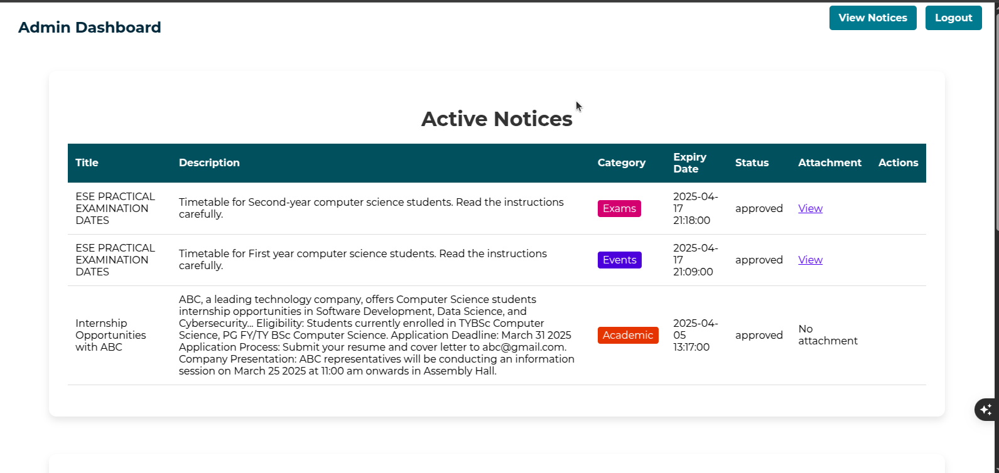 Admin Dashboard
View Notices
Logout
Active Notices
Title
Description
Category
Expiry
Date
Status
Attachment
Actions
ESE PRACTICAL
EXAMINATION
DATES
Timetable for Second-year computer science students. Read the instructions
carefully.
Exams
2025-04-
17
21:18:00
approved
View
ESE PRACTICAL
EXAMINATION
DATES
Timetable for First year computer science students. Read the instructions
carefully.
Events
2025-04-
17
21:09:00
approved
View
Internship
Opportunities
with ABC
ABC, a leading technology company, offers Computer Science students
internship opportunities in Software Development, Data Science, and
Cybersecurity... Eligibility: Students currently enrolled in TYBSc Computer
Science, PG FY/TY BSc Computer Science. Application Deadline: March 31 2025
Application Process: Submit your resume and cover letter to abc@gmail.com.
Company Presentation: ABC representatives will be conducting an information
session on March 25 2025 at 11:00 am onwards in Assembly Hall.
Academic
2025-04-
05
13:17:00
approved
No
attachment